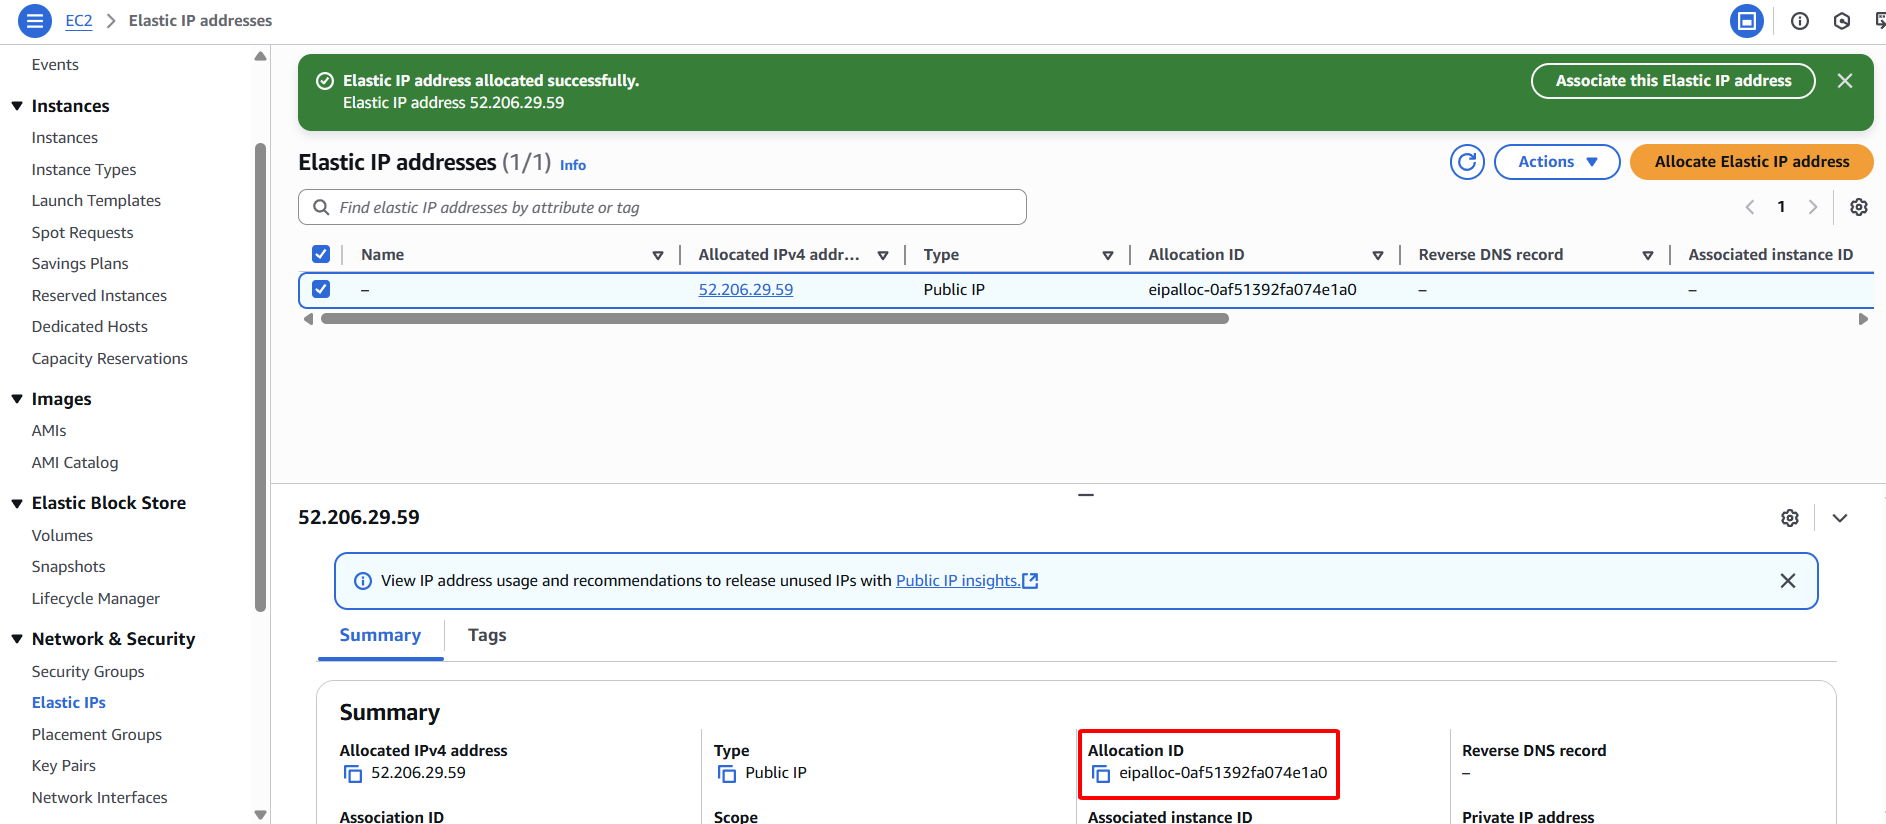 EC2 > Elastic IP addresses
Events
Instances
Instances
Instance Types
Launch Templates
Spot Requests
Savings Plans
Reserved Instances
Dedicated Hosts
Capacity Reservations
Images
AMIs
AMI Catalog
Elastic Block Store
Volumes
Snapshots
Lifecycle Manager
Network & Security
Security Groups
Elastic IPs
Placement Groups
Key Pairs
Network Interfaces
Elastic IP address allocated successfully.
Elastic IP address 52.206.29.59
Associate this Elastic IP address
Elastic IP addresses (1/1) Info
Actions
Allocate Elastic IP address
Find elastic IP addresses by attribute or tag
1
Name Allocated IPv4 addr... Type Allocation ID Reverse DNS record Associated instance ID
– 52.206.29.59 Public IP eipalloc-0af51392fa074e1a0 – –
52.206.29.59
View IP address usage and recommendations to release unused IPs with Public IP insights.
Summary Tags
Summary
Allocated IPv4 address
52.206.29.59
Type
Public IP
Allocation ID
eipalloc-0af51392fa074e1a0
Reverse DNS record
–
Association ID
Scope
Associated instance ID
Private IP address